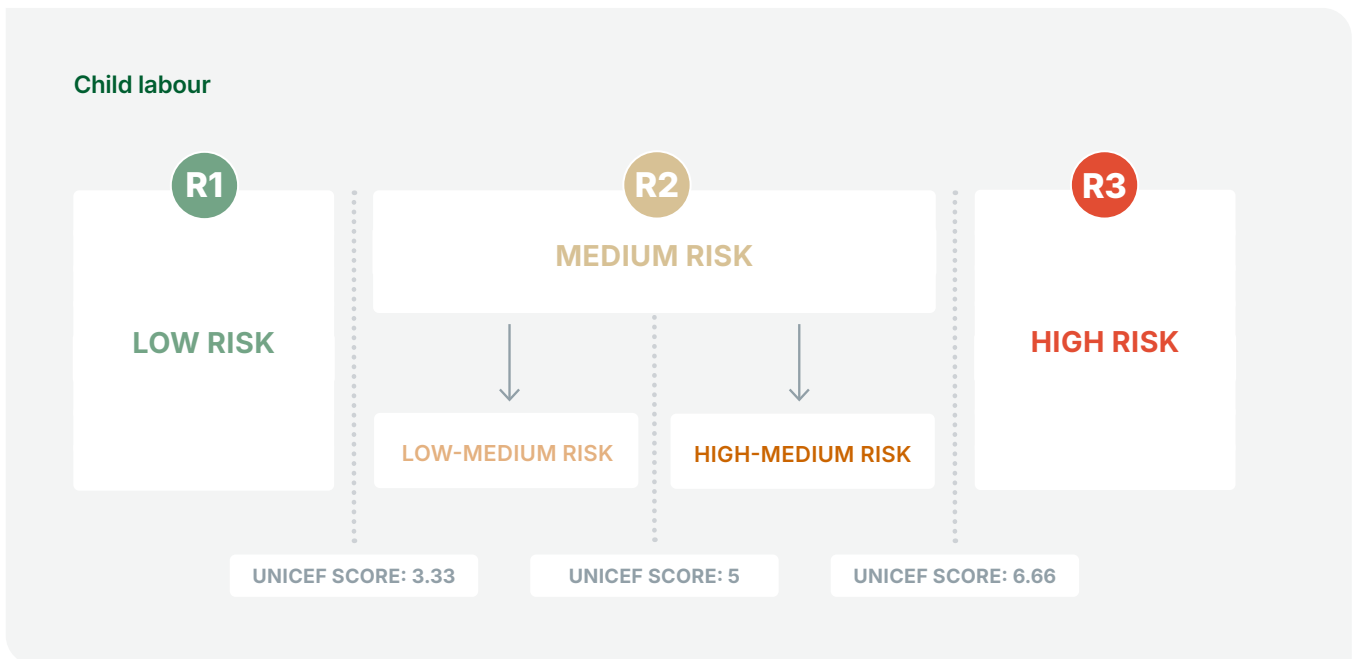 Child labour
R1
R2
R3
MEDIUM RISK
LOW RISK
HIGH RISK
LOW-MEDIUM RISK
HIGH-MEDIUM RISK
UNICEF SCORE: 3.33
UNICEF SCORE: 5
UNICEF SCORE: 6.66